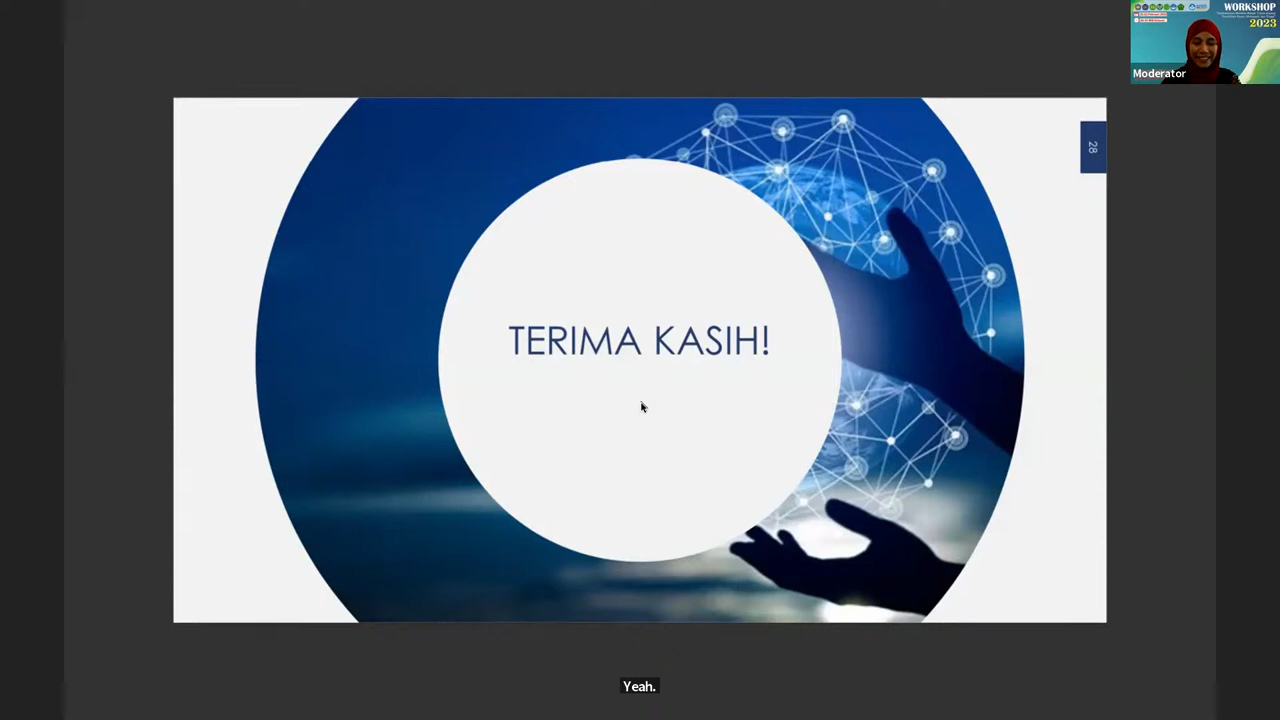 WORKSHOP
2023
Moderator
28
TERIMA KASIH!
Yeah.